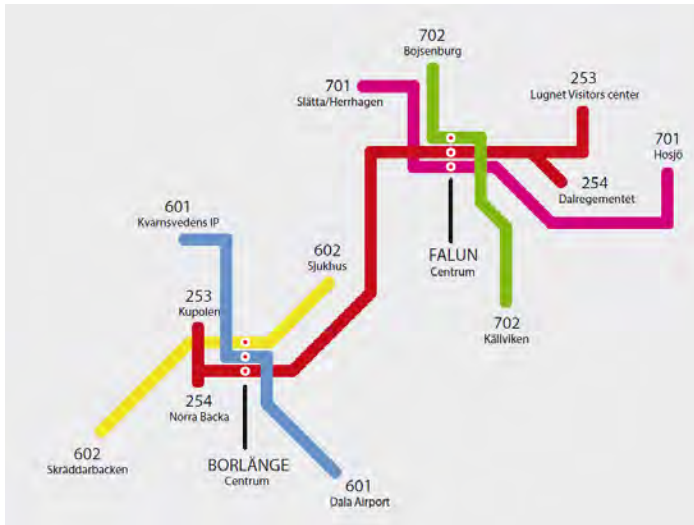 702
Bojsenburg
701
Slätta/Herrhagen
253
Lugnet Visitors center
701
Hosjö
254
Dalregementet
601
Kvarnsvedens IP
602
Sjukhus
FALUN
Centrum
253
Kupolen
702
Källviken
254
Norra Backa
602
Skräddarbacken
BORLÄNGE
Centrum
601
Dala Airport